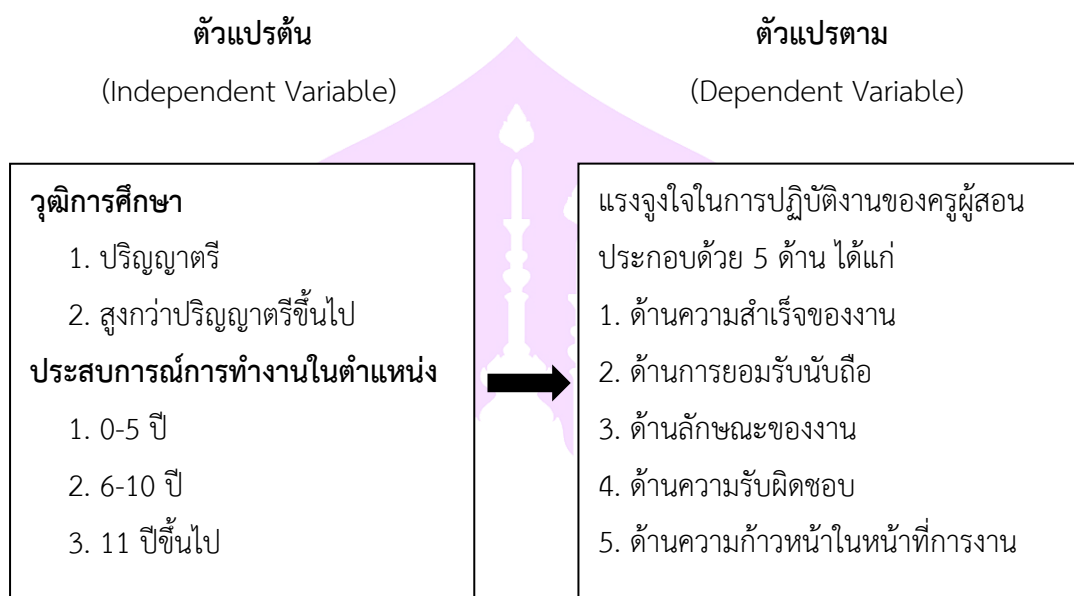 ตัวแปรต้น
(Independent Variable)
วุฒิการศึกษา
1. ปริญญาตรี
2. สูงกว่าปริญญาตรีขึ้นไป
ประสบการณ์การทำงานในตำแหน่ง
1. 0-5 ปี
2. 6-10 ปี
3. 11 ปีขึ้นไป
ตัวแปรตาม
(Dependent Variable)
แรงจูงใจในการปฏิบัติงานของครูผู้สอน
ประกอบด้วย 5 ด้าน ได้แก่
1. ด้านความสำเร็จของงาน
2. ด้านการยอมรับนับถือ
3. ด้านลักษณะของงาน
4. ด้านความรับผิดชอบ
5. ด้านความก้าวหน้าในหน้าที่การงาน